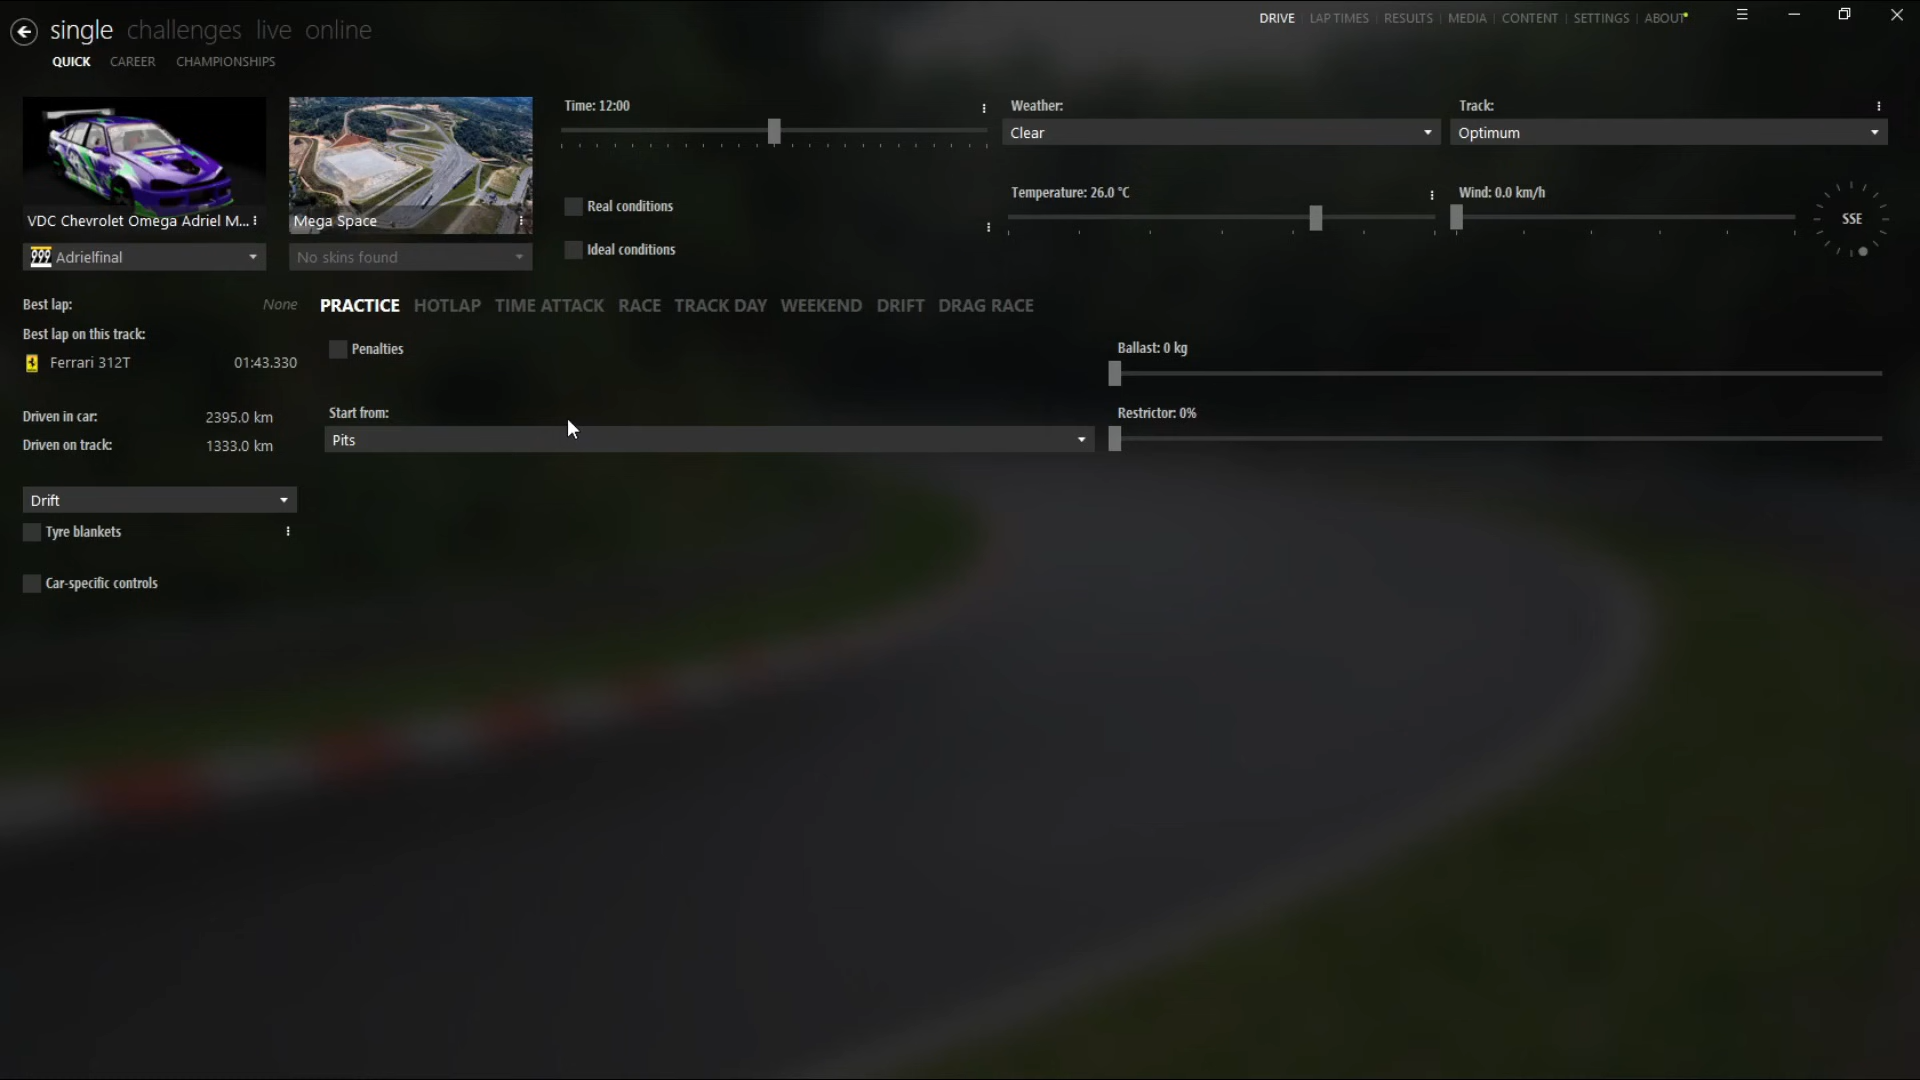 single challenges live online
DRIVE LAP TIMES RESULTS MEDIA CONTENT SETTINGS ABOUT
QUICK CAREER CHAMPIONSHIPS
VDC Chevrolet Omega Adriel M...
Mega Space
Adrielfinal
No skins found
Time: 12:00
Real conditions
Ideal conditions
Weather:
Clear
Track:
Optimum
Temperature: 26.0 °C
Wind: 0.0 km/h
SSE
Best lap: None
Best lap on this track:
Ferrari 312T 01:43.330
Driven in car: 2395.0 km
Driven on track: 1333.0 km
Drift
Tyre blankets
Car-specific controls
PRACTICE HOTLAP TIME ATTACK RACE TRACK DAY WEEKEND DRIFT DRAG RACE
Penalties
Start from:
Pits
Ballast: 0 kg
Restrictor: 0%